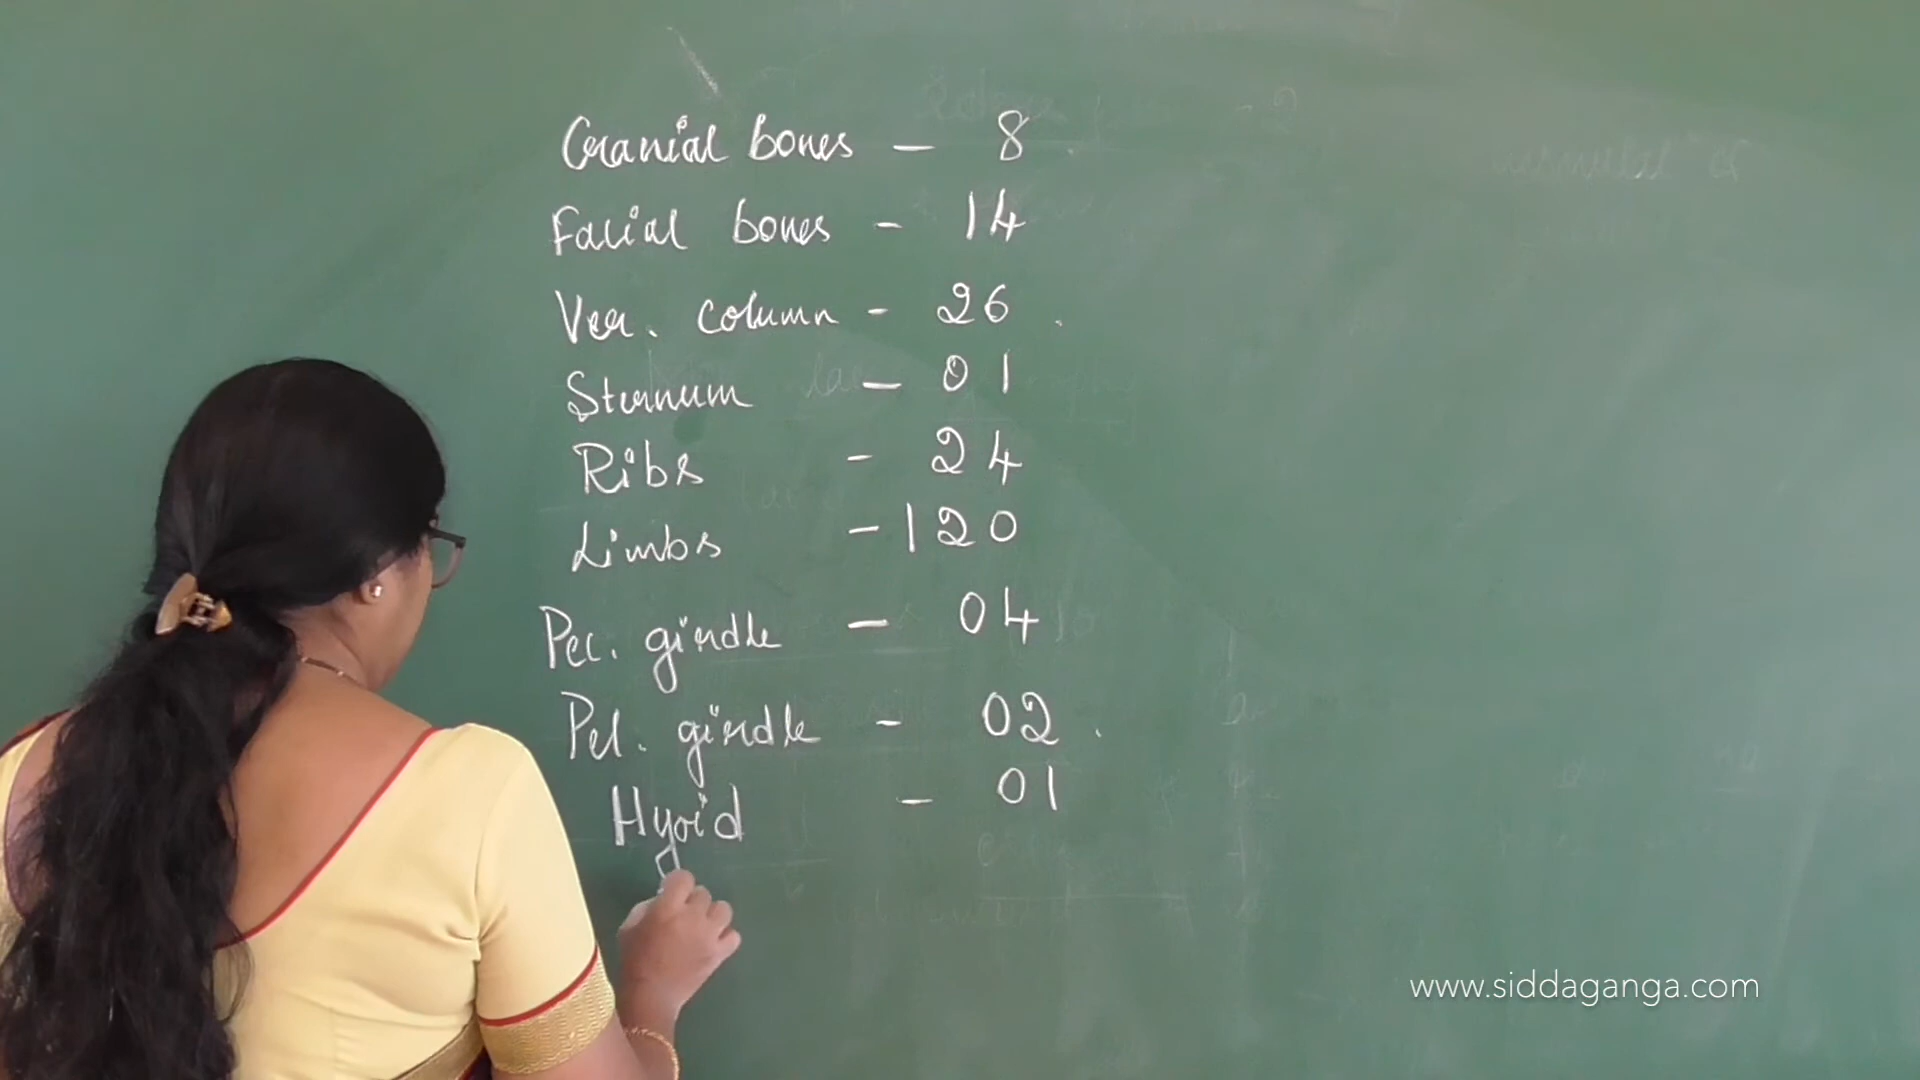 Cranial bones - 8
Facial bones - 14
Ver. column - 26
Sternum - 01
Ribs - 24
Limbs - 120
Pec. girdle - 04
Pel. girdle - 02
Hyoid - 01
www.siddaganga.com